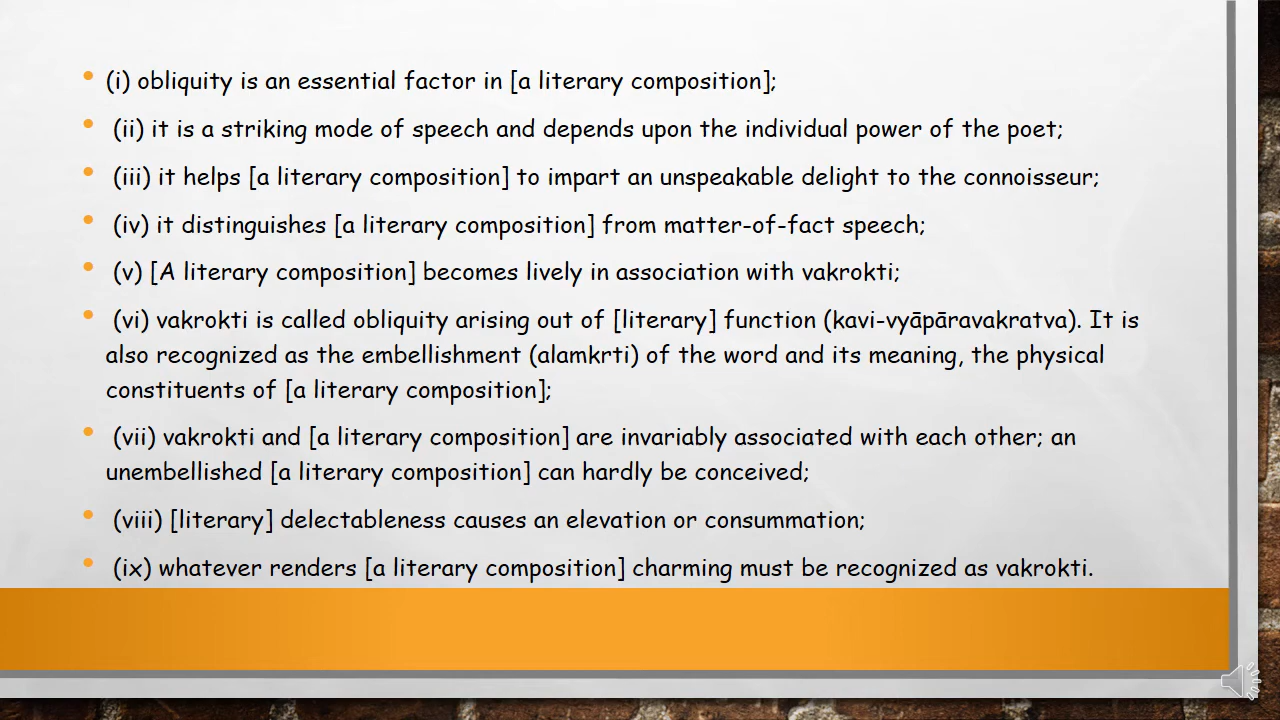 • (i) obliquity is an essential factor in [a literary composition];
• (ii) it is a striking mode of speech and depends upon the individual power of the poet;
• (iii) it helps [a literary composition] to impart an unspeakable delight to the connoisseur;
• (iv) it distinguishes [a literary composition] from matter-of-fact speech;
• (v) [A literary composition] becomes lively in association with vakrokti;
• (vi) vakrokti is called obliquity arising out of [literary] function (kavi-vyāpāravakratva). It is
also recognized as the embellishment (alamkrti) of the word and its meaning, the physical
constituents of [a literary composition];
• (vii) vakrokti and [a literary composition] are invariably associated with each other; an
unembellished [a literary composition] can hardly be conceived;
• (viii) [literary] delectableness causes an elevation or consummation;
• (ix) whatever renders [a literary composition] charming must be recognized as vakrokti.